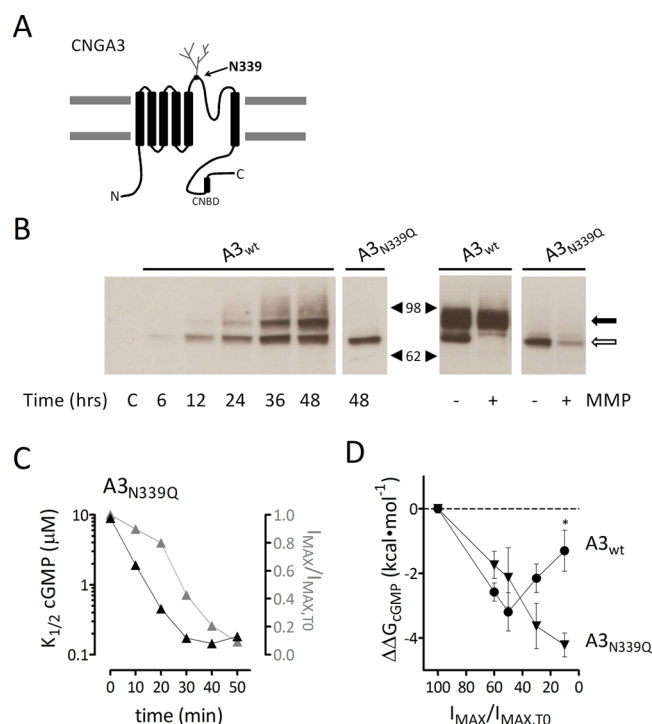 A
CNGA3
N339
N
C
CNBD
B
A3wt
A3N339Q
A3wt
A3N339Q
98
62
Time (hrs) C 6 12 24 36 48 48
- + - + MMP
C
A3N339Q
K1/2 cGMP (μM)
10
1
0.1
IMAX/IMAX,T0
1.0
0.8
0.6
0.4
0.2
0.0
0 10 20 30 40 50
time (min)
D
ΔΔGcGMP (kcal•mol-1)
0
-2
-4
*
A3wt
A3N339Q
100 80 60 40 20 0
IMAX/IMAX,T0